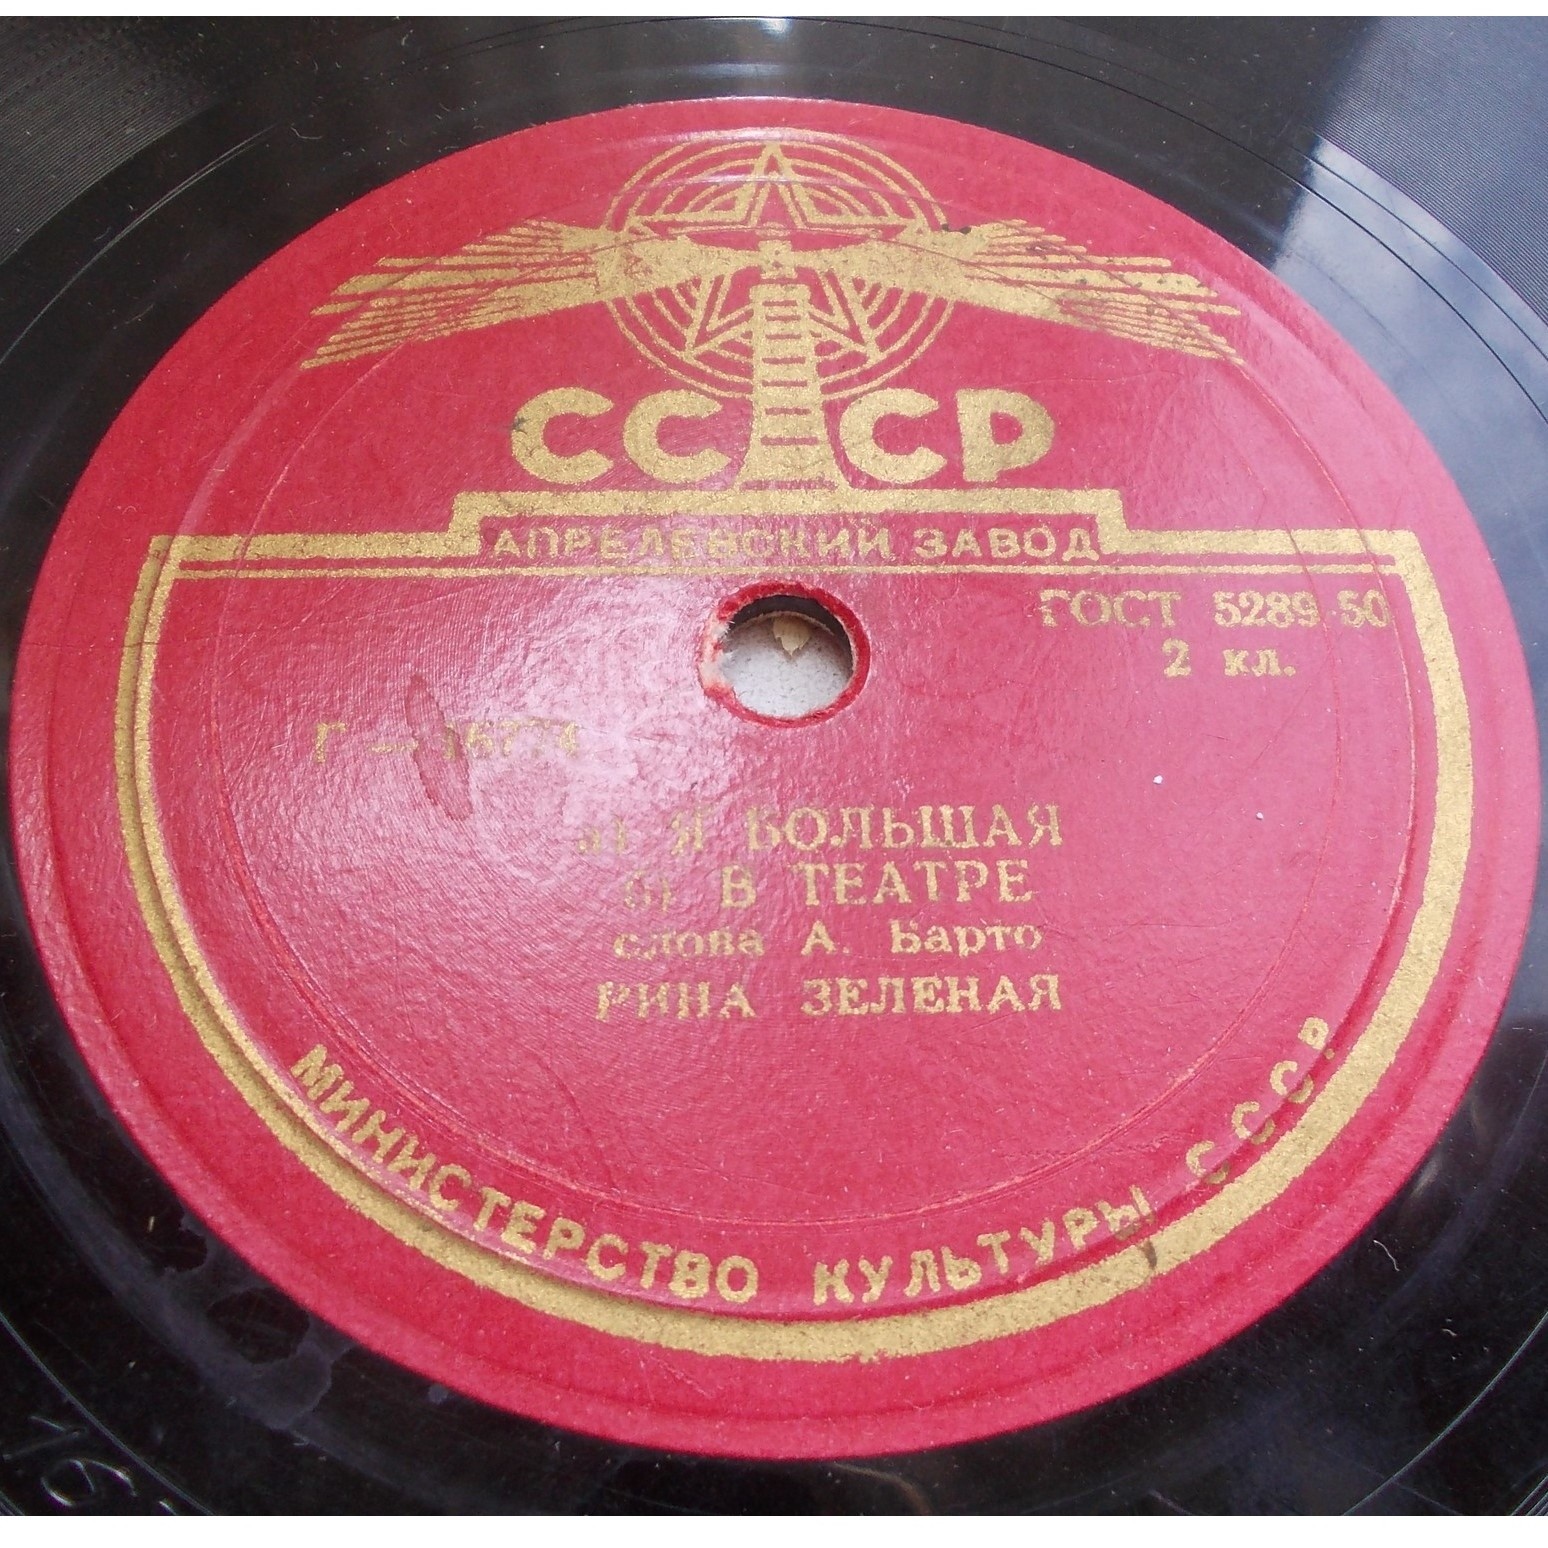 СССР
АПРЕЛЕВСКИЙ ЗАВОД
ГОСТ 5289-50
2 кл.
Г —
а) Я БОЛЬШАЯ
б) В ТЕАТРЕ
слова А. Барто
РИНА ЗЕЛЕНАЯ
МИНИСТЕРСТВО КУЛЬТУРЫ СССР